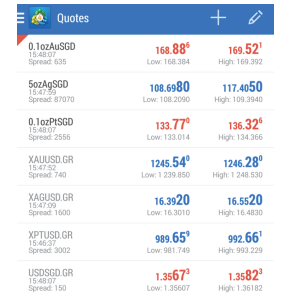 Quotes
0.1ozAuSGD
15:48:07
Spread: 635
168.88⁶
Low: 168.384
169.52¹
High: 169.392
5ozAgSGD
15:47:59
Spread: 87070
108.6980
Low: 108.2090
117.4050
High: 109.3940
0.1ozPtSGD
15:48:07
Spread: 2556
133.77⁰
Low: 133.014
136.32⁶
High: 134.366
XAUUSD.GR
15:47:52
Spread: 740
1245.54⁰
Low: 1 239.850
1246.28⁰
High: 1 248.530
XAGUSD.GR
15:47:09
Spread: 1600
16.3920
Low: 16.3010
16.5520
High: 16.4830
XPTUSD.GR
15:46:37
Spread: 3002
989.65⁹
Low: 981.749
992.66¹
High: 993.229
USDSGD.GR
15:48:07
Spread: 150
1.3567³
Low: 1.35607
1.3582³
High: 1.36182